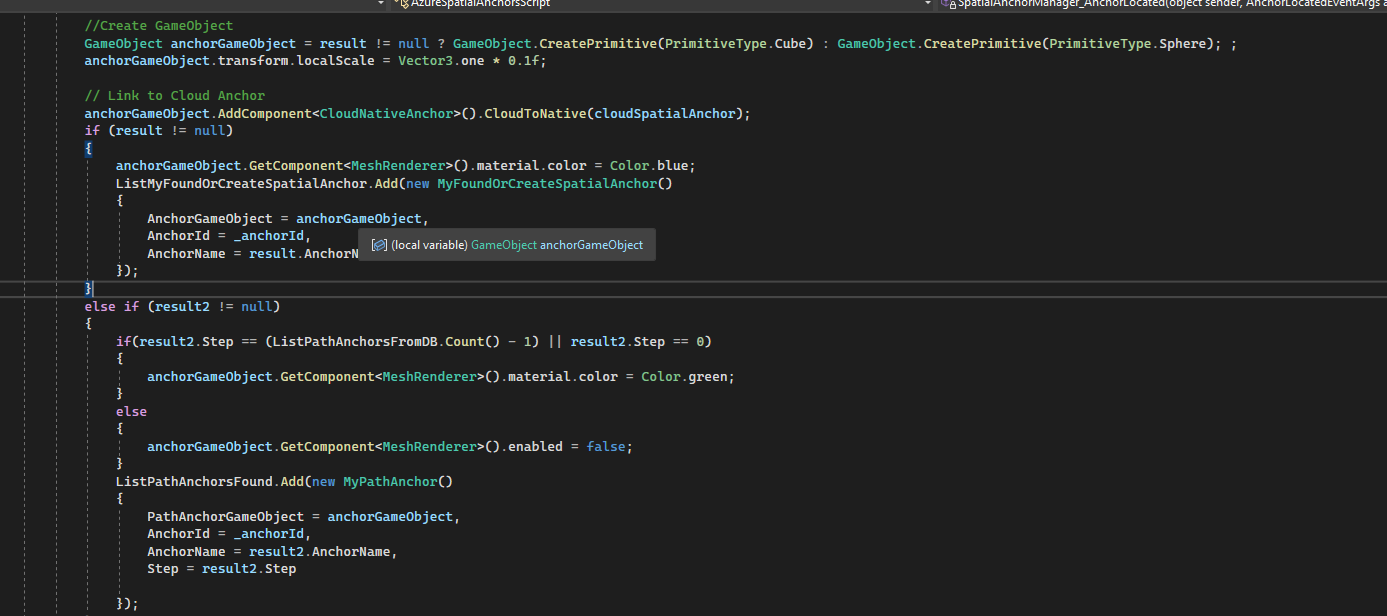 AzureSpatialAnchorsScript
SpatialAnchorManager_AnchorLocated(object sender, AnchorLocatedEventArgs
//Create GameObject
GameObject anchorGameObject = result != null ? GameObject.CreatePrimitive(PrimitiveType.Cube) : GameObject.CreatePrimitive(PrimitiveType.Sphere); ;
anchorGameObject.transform.localScale = Vector3.one * 0.1f;
// Link to Cloud Anchor
anchorGameObject.AddComponent<CloudNativeAnchor>().CloudToNative(cloudSpatialAnchor);
if (result != null)
{
anchorGameObject.GetComponent<MeshRenderer>().material.color = Color.blue;
ListMyFoundOrCreateSpatialAnchor.Add(new MyFoundOrCreateSpatialAnchor()
{
AnchorGameObject = anchorGameObject,
AnchorId = _anchorId,
(local variable) GameObject anchorGameObject
AnchorName = result.AnchorN
});
}
else if (result2 != null)
{
if(result2.Step == (ListPathAnchorsFromDB.Count() - 1) || result2.Step == 0)
{
anchorGameObject.GetComponent<MeshRenderer>().material.color = Color.green;
}
else
{
anchorGameObject.GetComponent<MeshRenderer>().enabled = false;
}
ListPathAnchorsFound.Add(new MyPathAnchor()
{
PathAnchorGameObject = anchorGameObject,
AnchorId = _anchorId,
AnchorName = result2.AnchorName,
Step = result2.Step
});